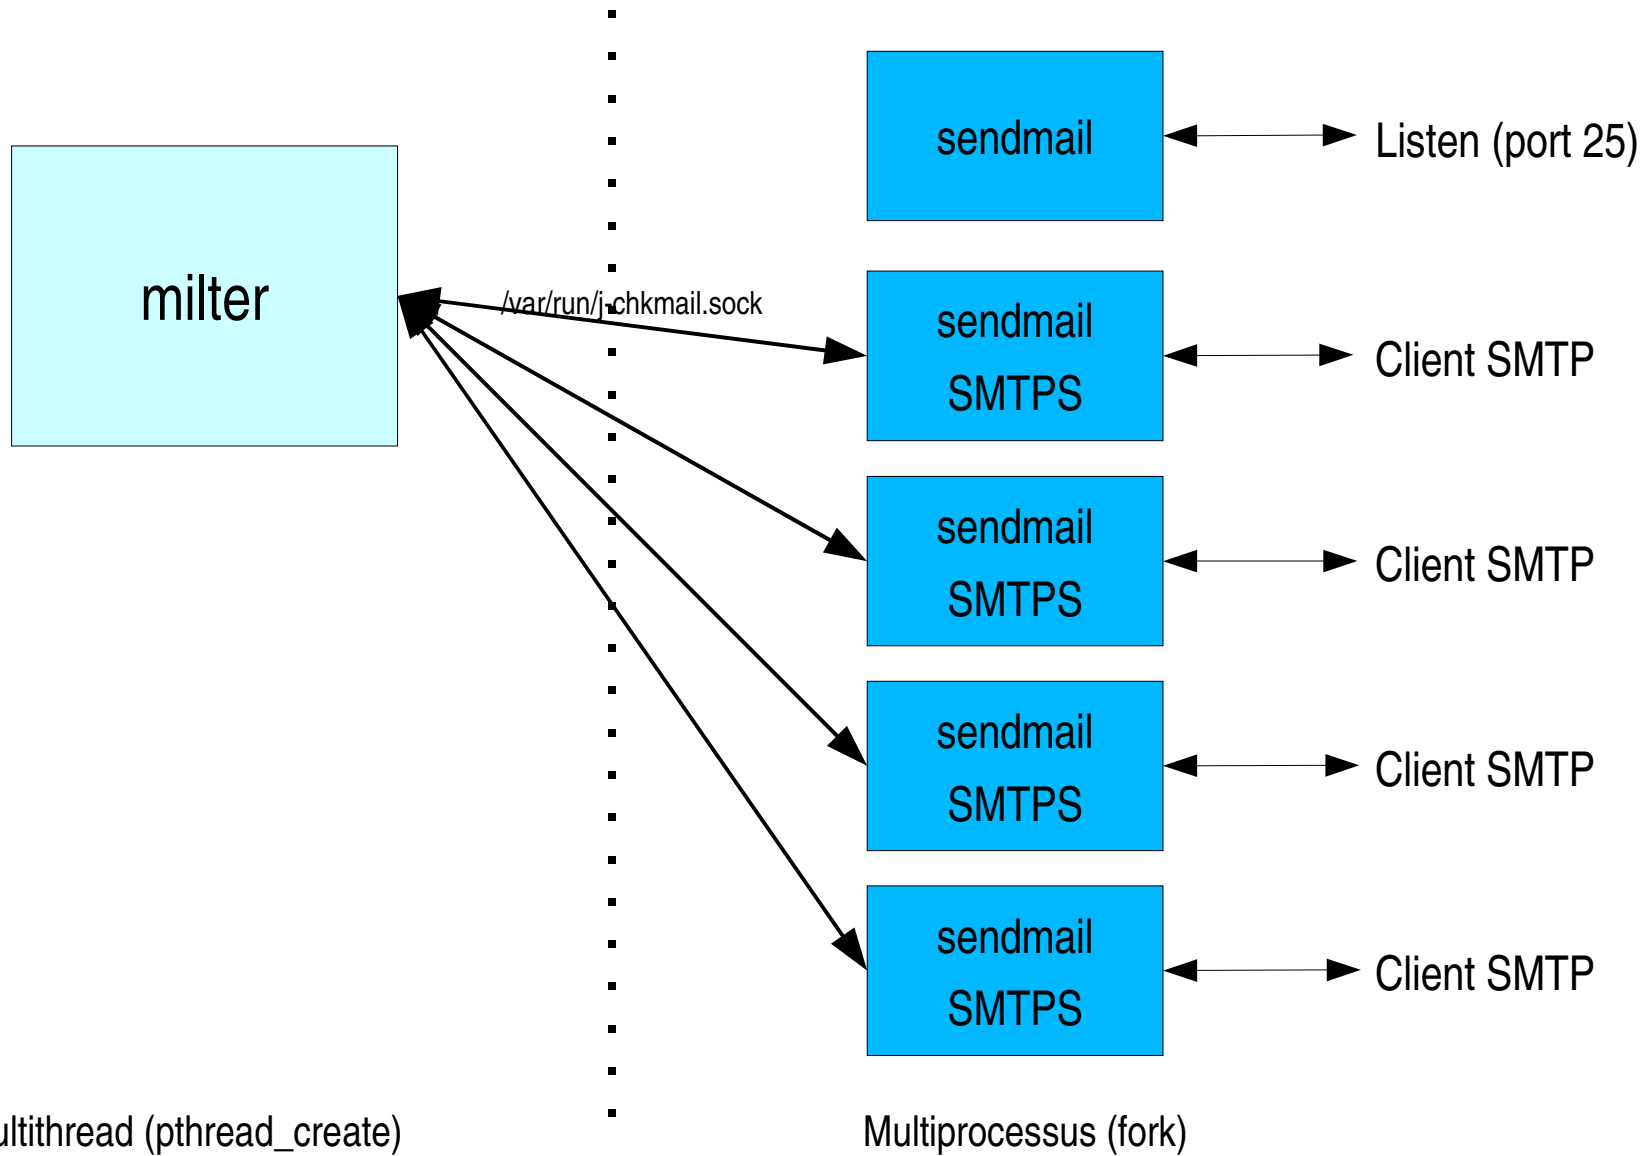 sendmail
Listen (port 25)
milter
/var/run/j-chkmail.sock
sendmail
SMTPS
Client SMTP
sendmail
SMTPS
Client SMTP
sendmail
SMTPS
Client SMTP
sendmail
SMTPS
Client SMTP
ultithread (pthread_create)
Multiprocessus (fork)